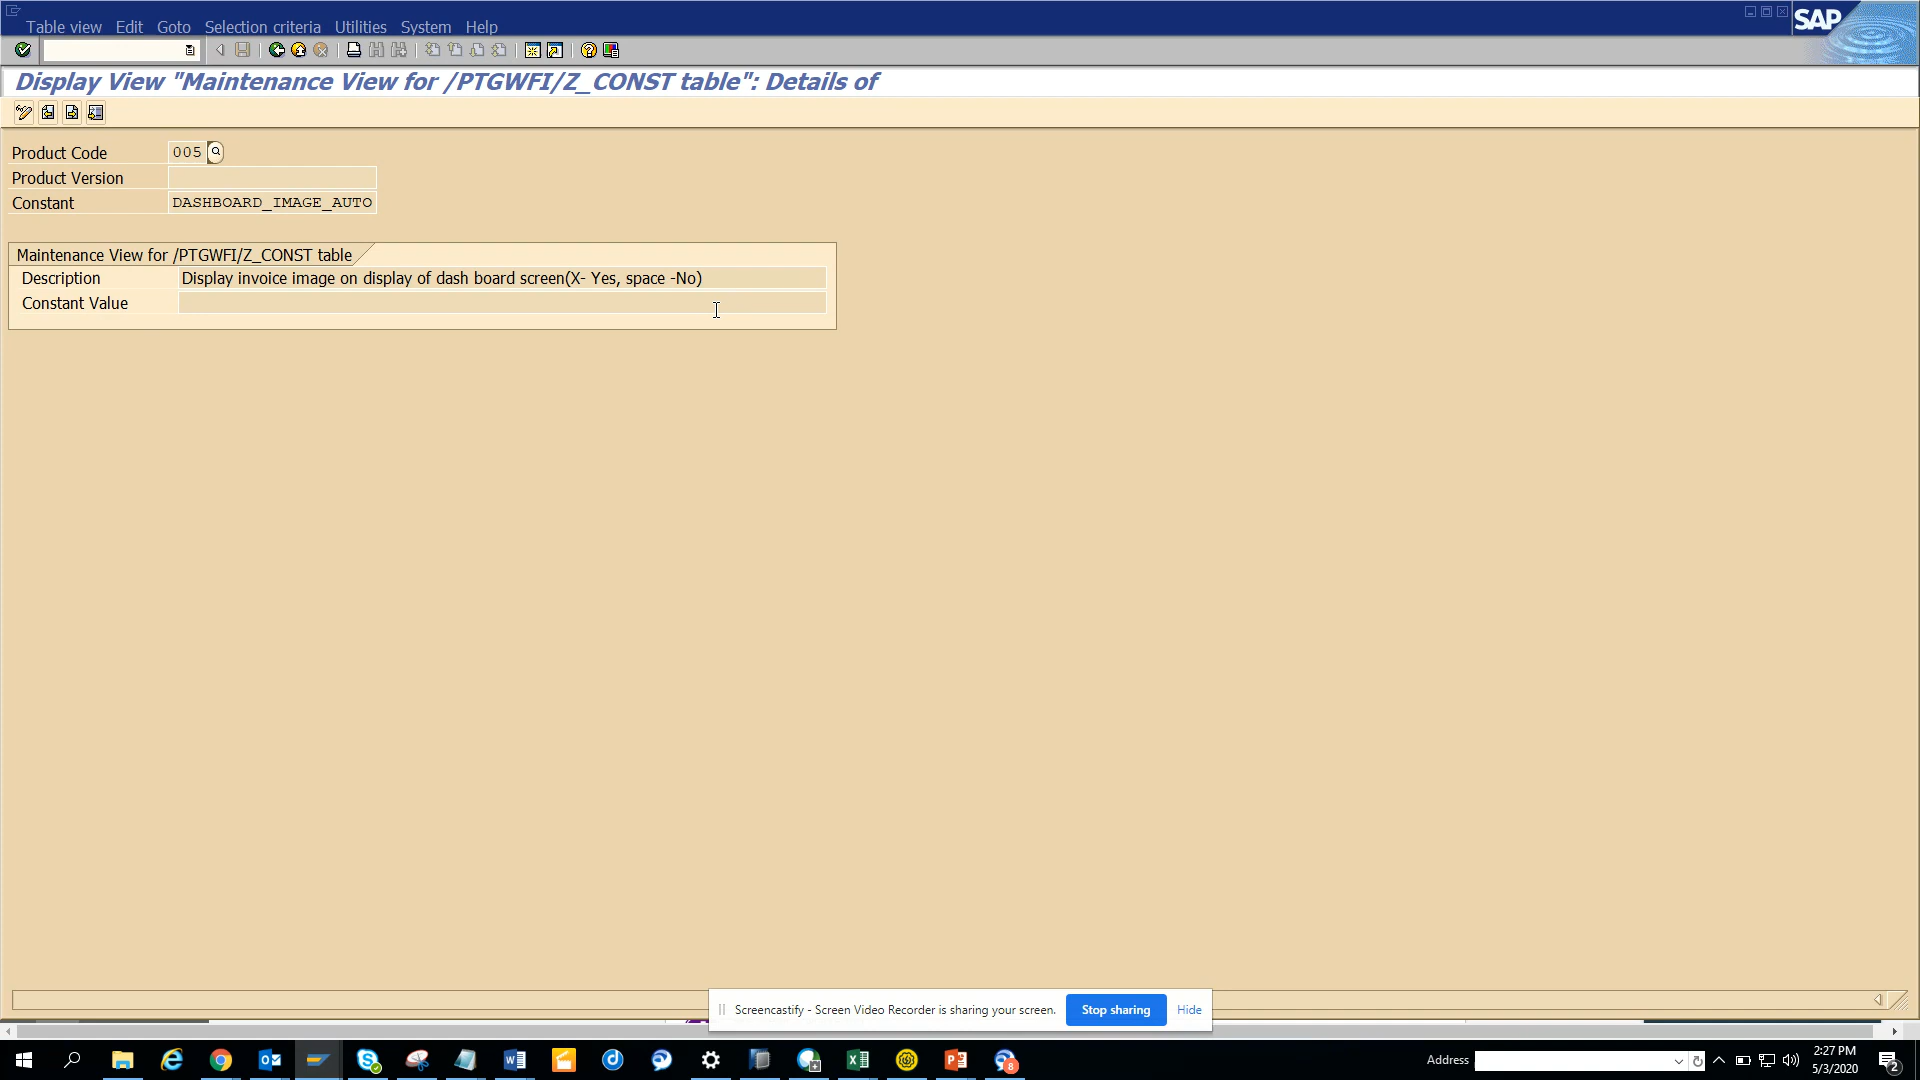 Table view Edit Goto Selection criteria Utilities System Help
SAP
Display View "Maintenance View for /PTGWFI/Z_CONST table": Details of
Product Code 005
Product Version
Constant DASHBOARD_IMAGE_AUTO
Maintenance View for /PTGWFI/Z_CONST table
Description Display invoice image on display of dash board screen(X- Yes, space -No)
Constant Value
Screencastify - Screen Video Recorder is sharing your screen. Stop sharing Hide
Address
2:27 PM
5/3/2020
8
2